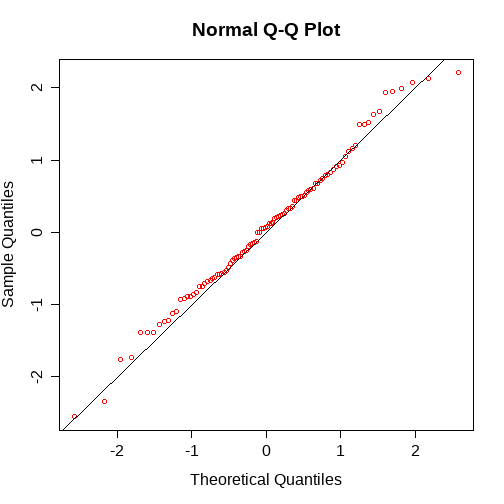 Normal Q-Q Plot
Sample Quantiles
2
1
0
-1
-2
-2 -1 0 1 2
Theoretical Quantiles